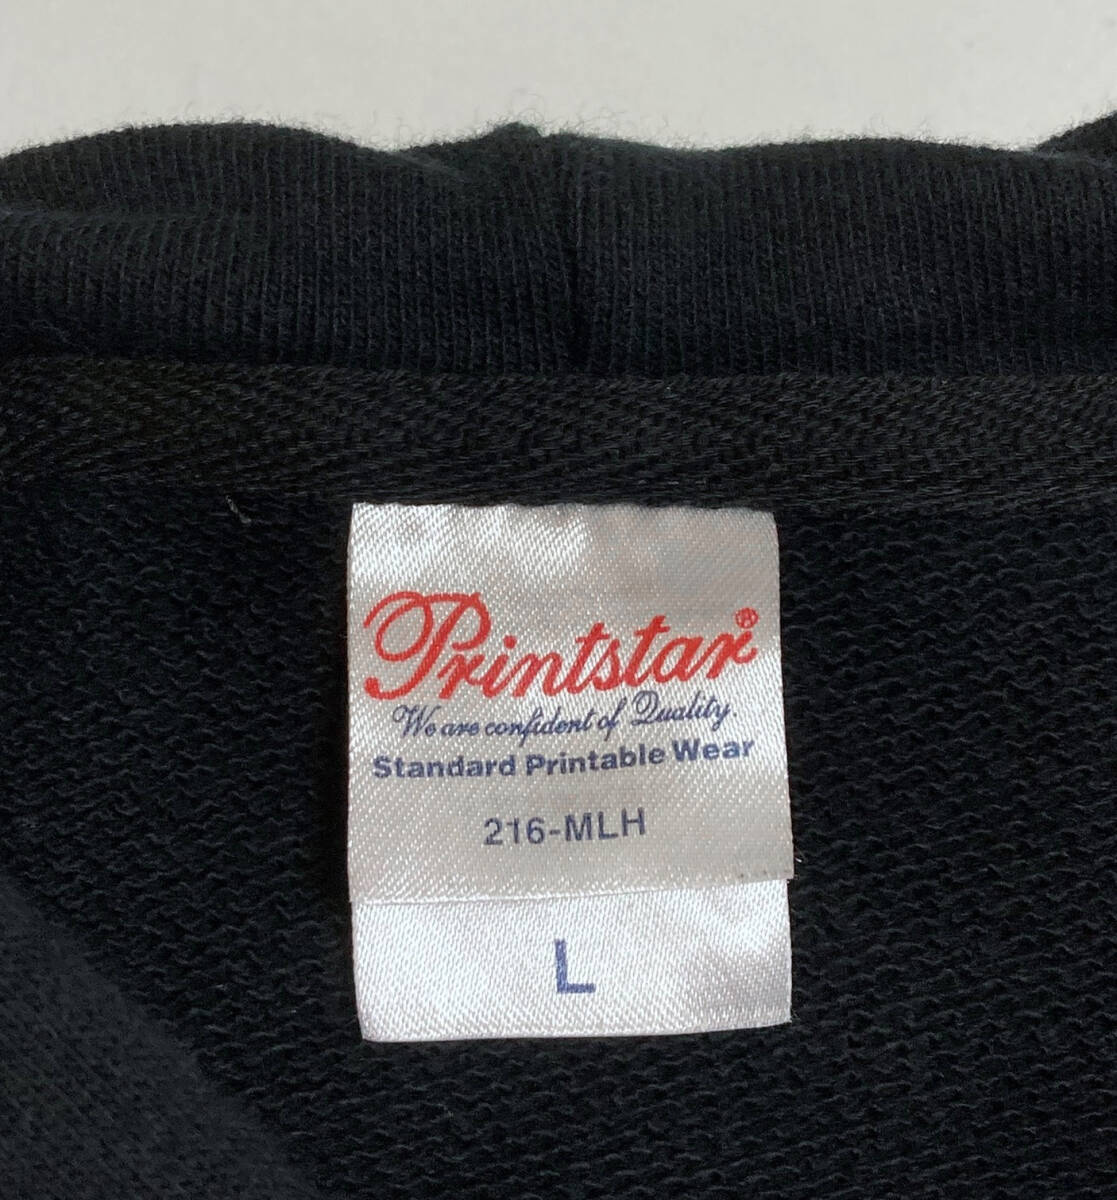 Printstar®
We are confident of Quality.
Standard Printable Wear
216-MLH
L